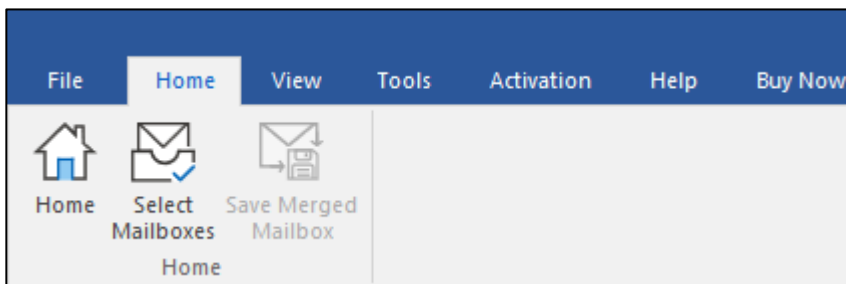 File Home View Tools Activation Help Buy Now
Home Select Mailboxes Save Merged Mailbox
Home